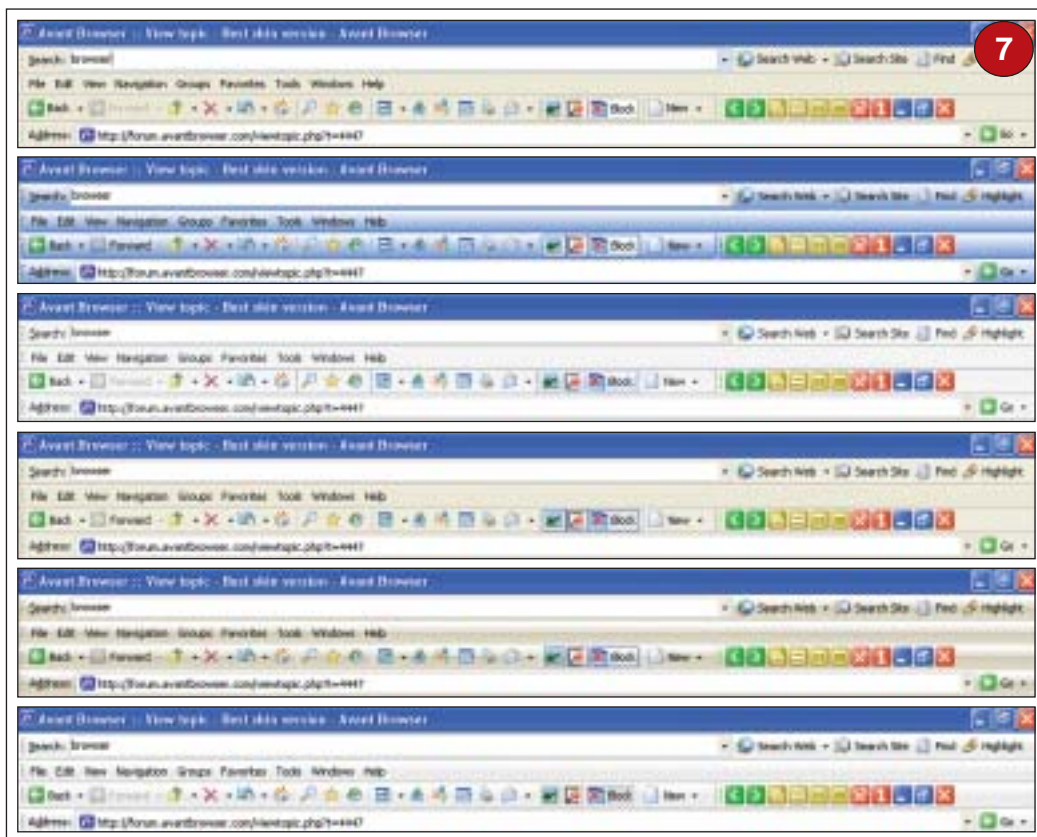 Avant Browser :: View topic - Best skin version - Avant Browser
7
Search: browser
Search Web Search Site Find
File Edit View Navigation Groups Favorites Tools Windows Help
Back Forward Block New
Address: http://forum.avantbrowser.com/viewtopic.php?t=4447
Go
Avant Browser :: View topic - Best skin version - Avant Browser
Search: browser
Search Web Search Site Find Highlight
File Edit View Navigation Groups Favorites Tools Windows Help
Back Forward Block New
Address: http://forum.avantbrowser.com/viewtopic.php?t=4447
Go
Avant Browser :: View topic - Best skin version - Avant Browser
Search: browser
Search Web Search Site Find Highlight
File Edit View Navigation Groups Favorites Tools Windows Help
Back Forward Block New
Address: http://forum.avantbrowser.com/viewtopic.php?t=4447
Go
Avant Browser :: View topic - Best skin version - Avant Browser
Search: browser
Search Web Search Site Find Highlight
File Edit View Navigation Groups Favorites Tools Windows Help
Back Forward Block New
Address: http://forum.avantbrowser.com/viewtopic.php?t=4447
Go
Avant Browser :: View topic - Best skin version - Avant Browser
Search: browser
Search Web Search Site Find Highlight
File Edit View Navigation Groups Favorites Tools Windows Help
Back Forward Block New
Address: http://forum.avantbrowser.com/viewtopic.php?t=4447
Go
Avant Browser :: View topic - Best skin version - Avant Browser
Search: browser
Search Web Search Site Find Highlight
File Edit View Navigation Groups Favorites Tools Windows Help
Back Forward Block New
Address: http://forum.avantbrowser.com/viewtopic.php?t=4447
Go